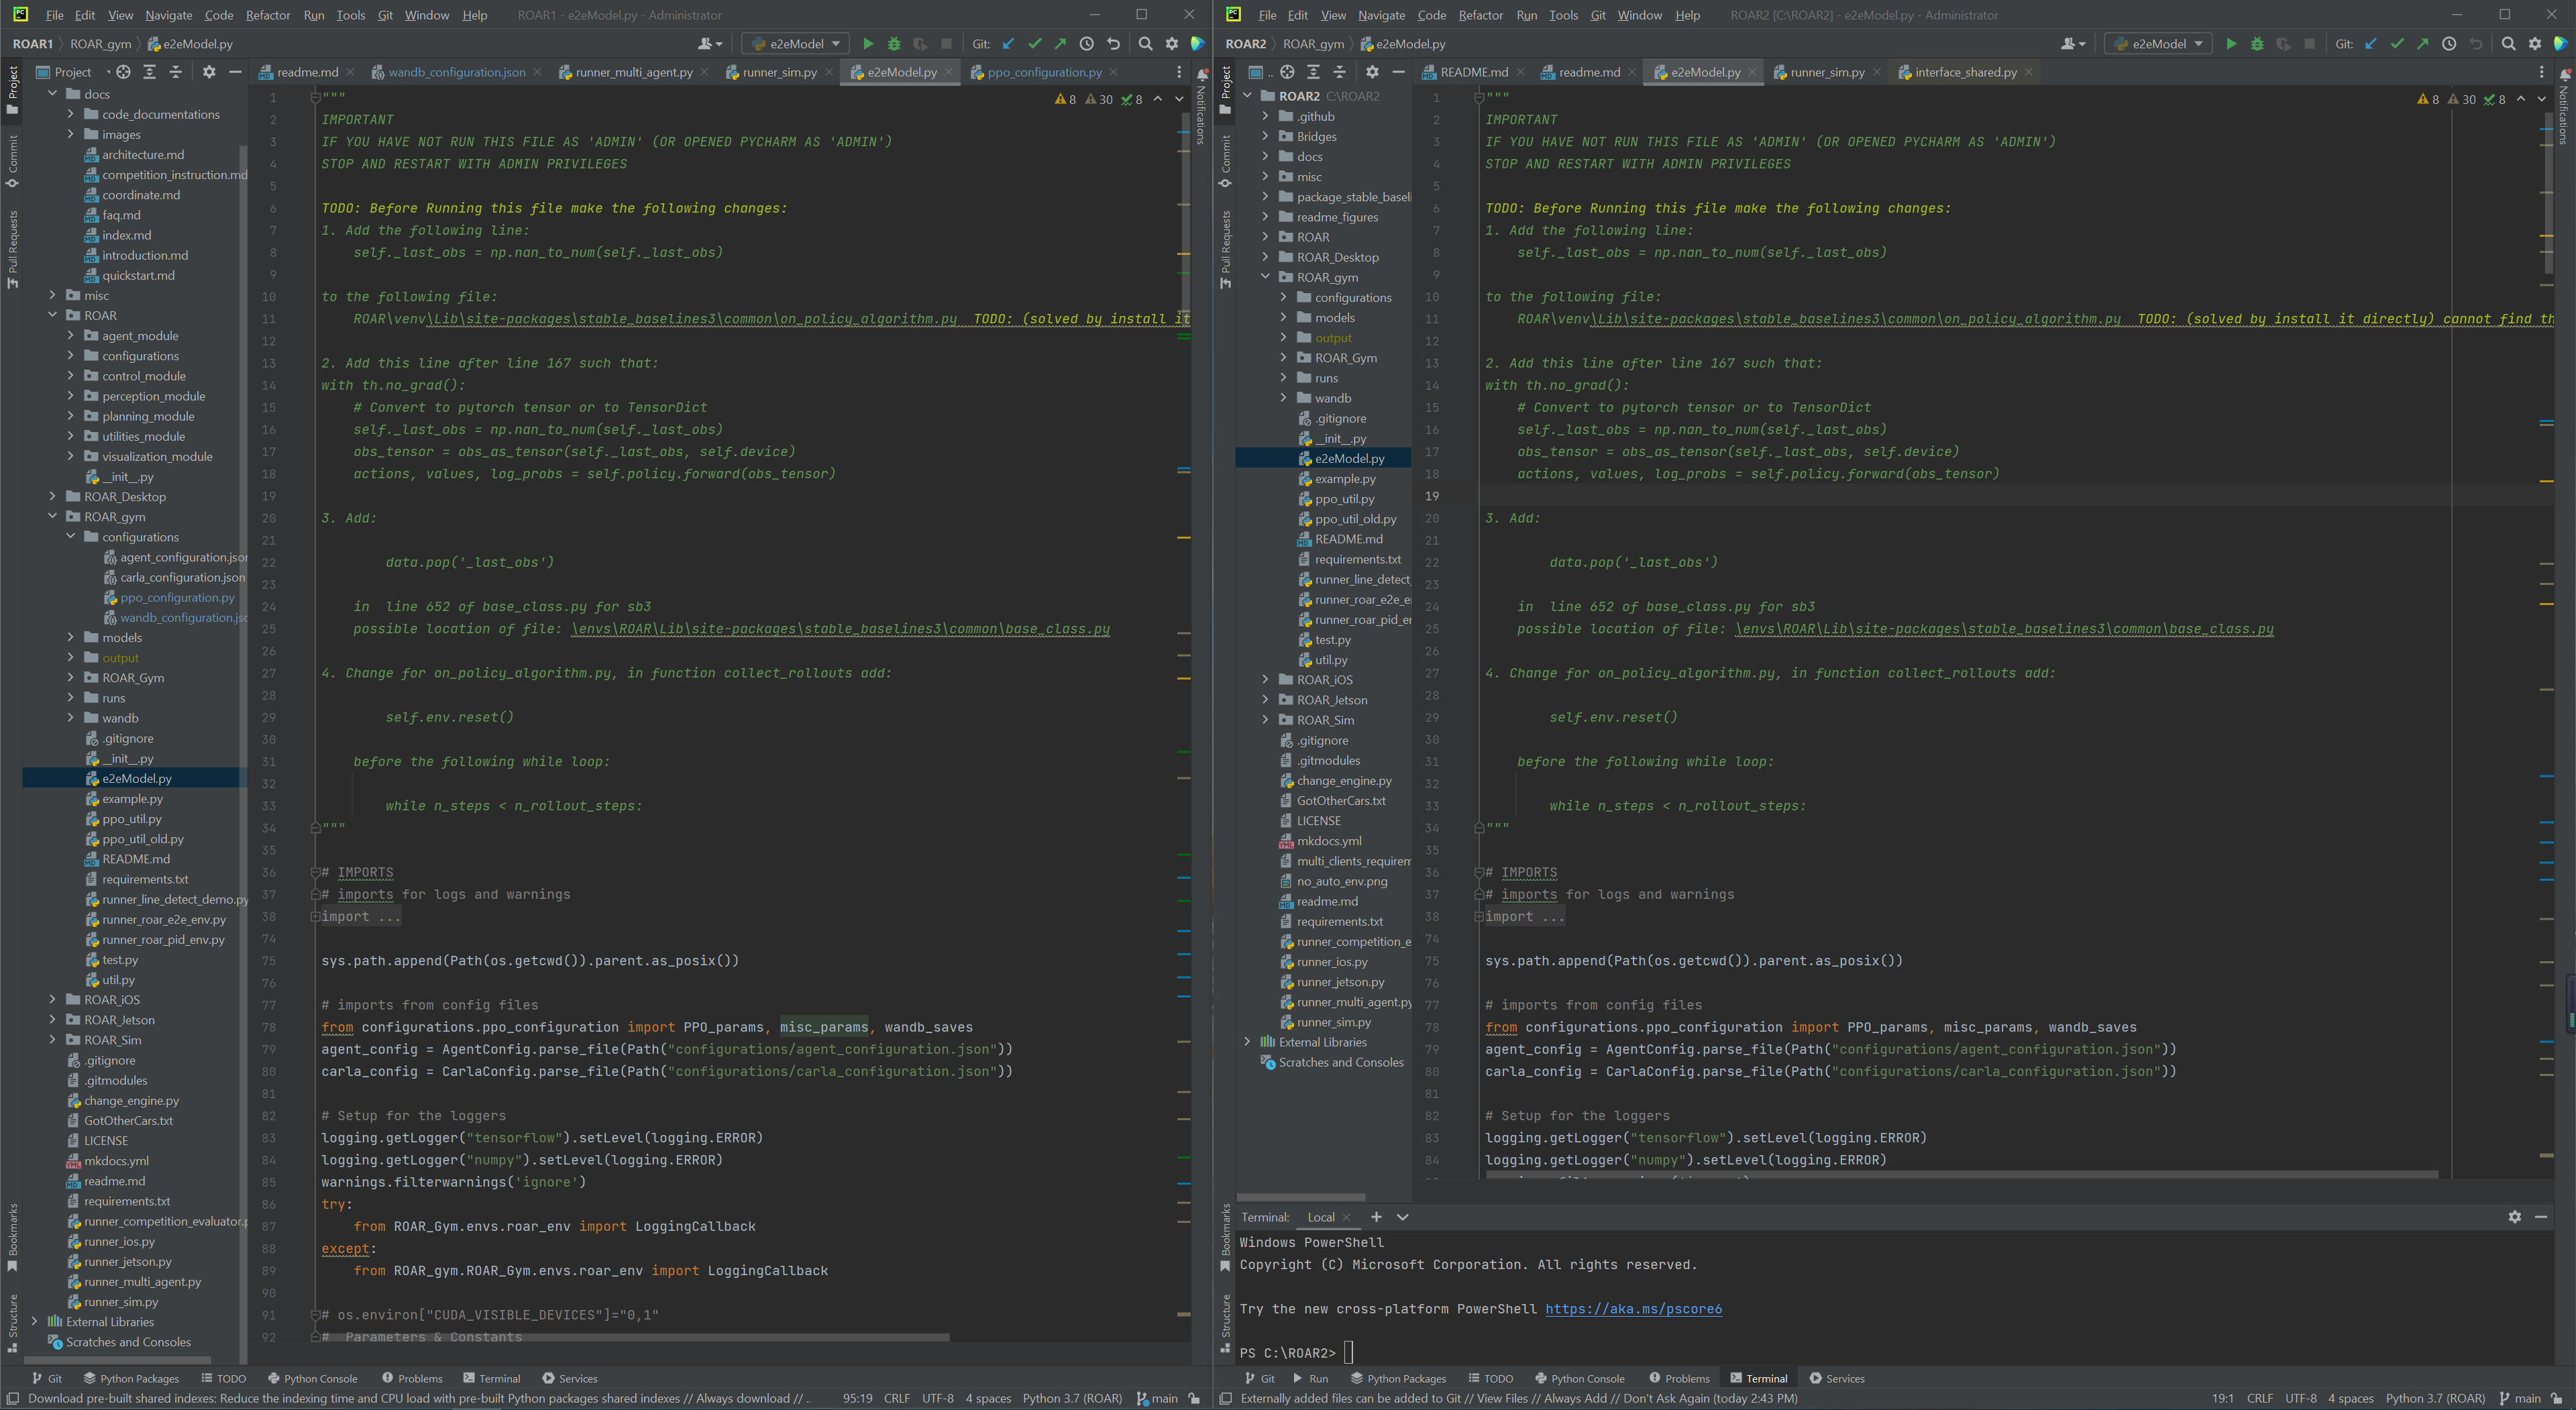 File Edit View Navigate Code Refactor Run Tools Git Window Help ROAR1 - e2eModel.py - Administrator
ROAR1 ROAR_gym e2eModel.py e2eModel Git:
Project readme.md wandb_configuration.json runner_multi_agent.py runner_sim.py e2eModel.py ppo_configuration.py
Project
Commit
Pull Requests
Bookmarks
Structure
Notifications
docs
code_documentations
images
architecture.md
competition_instruction.md
coordinate.md
faq.md
index.md
introduction.md
quickstart.md
misc
ROAR
agent_module
configurations
control_module
perception_module
planning_module
utilities_module
visualization_module
__init__.py
ROAR_Desktop
ROAR_gym
configurations
agent_configuration.jsor
carla_configuration.json
ppo_configuration.py
wandb_configuration.jsc
models
output
ROAR_Gym
runs
wandb
.gitignore
__init__.py
e2eModel.py
example.py
ppo_util.py
ppo_util_old.py
README.md
requirements.txt
runner_line_detect_demo.py
runner_roar_e2e_env.py
runner_roar_pid_env.py
test.py
util.py
ROAR_iOS
ROAR_Jetson
ROAR_Sim
.gitignore
.gitmodules
change_engine.py
GotOtherCars.txt
LICENSE
mkdocs.yml
readme.md
requirements.txt
runner_competition_evaluator.p
runner_ios.py
runner_jetson.py
runner_multi_agent.py
runner_sim.py
External Libraries
Scratches and Consoles
8 30 8
1 """
2 IMPORTANT
3 IF YOU HAVE NOT RUN THIS FILE AS 'ADMIN' (OR OPENED PYCHARM AS 'ADMIN')
4 STOP AND RESTART WITH ADMIN PRIVILEGES
5
6 TODO: Before Running this file make the following changes:
7 1. Add the following line:
8 self._last_obs = np.nan_to_num(self._last_obs)
9
10 to the following file:
11 ROAR\venv\Lib\site-packages\stable_baselines3\common\on_policy_algorithm.py TODO: (solved by install it
12
13 2. Add this line after line 167 such that:
14 with th.no_grad():
15 # Convert to pytorch tensor or to TensorDict
16 self._last_obs = np.nan_to_num(self._last_obs)
17 obs_tensor = obs_as_tensor(self._last_obs, self.device)
18 actions, values, log_probs = self.policy.forward(obs_tensor)
19
20 3. Add:
21
22 data.pop('_last_obs')
23
24 in line 652 of base_class.py for sb3
25 possible location of file: \envs\ROAR\Lib\site-packages\stable_baselines3\common\base_class.py
26
27 4. Change for on_policy_algorithm.py, in function collect_rollouts add:
28
29 self.env.reset()
30
31 before the following while loop:
32
33 while n_steps < n_rollout_steps:
34 """
35
36 # IMPORTS
37 # imports for logs and warnings
38 import ...
74
75 sys.path.append(Path(os.getcwd()).parent.as_posix())
76
77 # imports from config files
78 from configurations.ppo_configuration import PPO_params, misc_params, wandb_saves
79 agent_config = AgentConfig.parse_file(Path("configurations/agent_configuration.json"))
80 carla_config = CarlaConfig.parse_file(Path("configurations/carla_configuration.json"))
81
82 # Setup for the loggers
83 logging.getLogger("tensorflow").setLevel(logging.ERROR)
84 logging.getLogger("numpy").setLevel(logging.ERROR)
85 warnings.filterwarnings('ignore')
86 try:
87 from ROAR_Gym.envs.roar_env import LoggingCallback
88 except:
89 from ROAR_gym.ROAR_Gym.envs.roar_env import LoggingCallback
90
91 # os.environ["CUDA_VISIBLE_DEVICES"]="0,1"
92 # Parameters & Constants
Git Python Packages TODO Python Console Problems Terminal Services
Download pre-built shared indexes: Reduce the indexing time and CPU load with pre-built Python packages shared indexes // Always download // .. 95:19 CRLF UTF-8 4 spaces Python 3.7 (ROAR) main
File Edit View Navigate Code Refactor Run Tools Git Window Help ROAR2 [C:\ROAR2] - e2eModel.py - Administrator
ROAR2 ROAR_gym e2eModel.py e2eModel Git:
.. README.md readme.md e2eModel.py runner_sim.py interface_shared.py
Project
Commit
Pull Requests
Bookmarks
Structure
Notifications
ROAR2 C:\ROAR2
.github
Bridges
docs
misc
package_stable_baseli
readme_figures
ROAR
ROAR_Desktop
ROAR_gym
configurations
models
output
ROAR_Gym
runs
wandb
.gitignore
__init__.py
e2eModel.py
example.py
ppo_util.py
ppo_util_old.py
README.md
requirements.txt
runner_line_detect_
runner_roar_e2e_er
runner_roar_pid_er
test.py
util.py
ROAR_iOS
ROAR_Jetson
ROAR_Sim
.gitignore
.gitmodules
change_engine.py
GotOtherCars.txt
LICENSE
mkdocs.yml
multi_clients_requirem
no_auto_env.png
readme.md
requirements.txt
runner_competition_e
runner_ios.py
runner_jetson.py
runner_multi_agent.py
runner_sim.py
External Libraries
Scratches and Consoles
8 30 8
1 """
2 IMPORTANT
3 IF YOU HAVE NOT RUN THIS FILE AS 'ADMIN' (OR OPENED PYCHARM AS 'ADMIN')
4 STOP AND RESTART WITH ADMIN PRIVILEGES
5
6 TODO: Before Running this file make the following changes:
7 1. Add the following line:
8 self._last_obs = np.nan_to_num(self._last_obs)
9
10 to the following file:
11 ROAR\venv\Lib\site-packages\stable_baselines3\common\on_policy_algorithm.py TODO: (solved by install it directly) cannot find th
12
13 2. Add this line after line 167 such that:
14 with th.no_grad():
15 # Convert to pytorch tensor or to TensorDict
16 self._last_obs = np.nan_to_num(self._last_obs)
17 obs_tensor = obs_as_tensor(self._last_obs, self.device)
18 actions, values, log_probs = self.policy.forward(obs_tensor)
19
20 3. Add:
21
22 data.pop('_last_obs')
23
24 in line 652 of base_class.py for sb3
25 possible location of file: \envs\ROAR\Lib\site-packages\stable_baselines3\common\base_class.py
26
27 4. Change for on_policy_algorithm.py, in function collect_rollouts add:
28
29 self.env.reset()
30
31 before the following while loop:
32
33 while n_steps < n_rollout_steps:
34 """
35
36 # IMPORTS
37 # imports for logs and warnings
38 import ...
74
75 sys.path.append(Path(os.getcwd()).parent.as_posix())
76
77 # imports from config files
78 from configurations.ppo_configuration import PPO_params, misc_params, wandb_saves
79 agent_config = AgentConfig.parse_file(Path("configurations/agent_configuration.json"))
80 carla_config = CarlaConfig.parse_file(Path("configurations/carla_configuration.json"))
81
82 # Setup for the loggers
83 logging.getLogger("tensorflow").setLevel(logging.ERROR)
84 logging.getLogger("numpy").setLevel(logging.ERROR)
Terminal: Local
Windows PowerShell
Copyright (C) Microsoft Corporation. All rights reserved.
Try the new cross-platform PowerShell https://aka.ms/pscore6
PS C:\ROAR2>
Git Run Python Packages TODO Python Console Problems Terminal Services
Externally added files can be added to Git // View Files // Always Add // Don't Ask Again (today 2:43 PM) 19:1 CRLF UTF-8 4 spaces Python 3.7 (ROAR) main